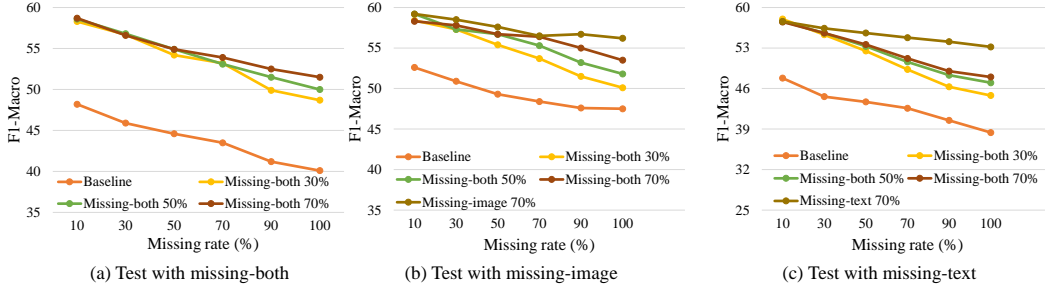 F1-Macro
60
55
50
45
40
35
Baseline
Missing-both 30%
Missing-both 50%
Missing-both 70%
10 30 50 70 90 100
Missing rate (%)
(a) Test with missing-both
F1-Macro
60
55
50
45
40
35
Baseline
Missing-both 30%
Missing-both 50%
Missing-both 70%
Missing-image 70%
10 30 50 70 90 100
Missing rate (%)
(b) Test with missing-image
F1-Macro
60
53
46
39
32
25
Baseline
Missing-both 30%
Missing-both 50%
Missing-both 70%
Missing-text 70%
10 30 50 70 90 100
Missing rate (%)
(c) Test with missing-text